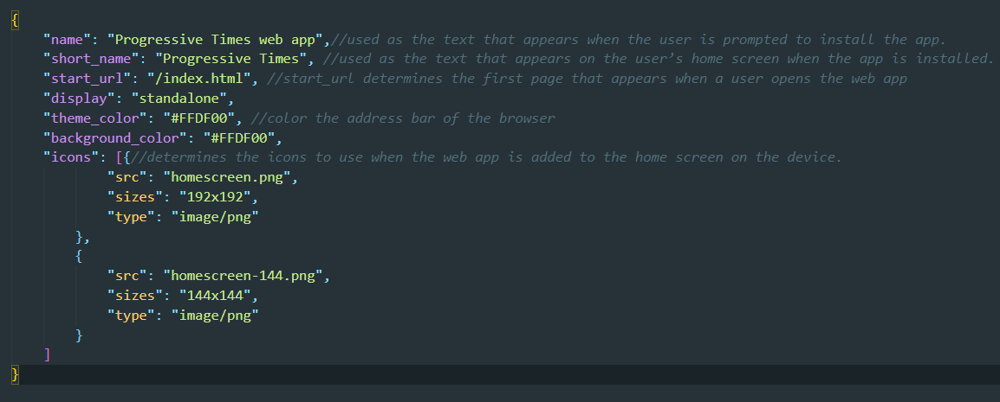 {
"name": "Progressive Times web app",//used as the text that appears when the user is prompted to install the app.
"short_name": "Progressive Times", //used as the text that appears on the user’s home screen when the app is installed.
"start_url": "/index.html", //start_url determines the first page that appears when a user opens the web app
"display": "standalone",
"theme_color": "#FFDF00", //color the address bar of the browser
"background_color": "#FFDF00",
"icons": [{//determines the icons to use when the web app is added to the home screen on the device.
"src": "homescreen.png",
"sizes": "192x192",
"type": "image/png"
},
{
"src": "homescreen-144.png",
"sizes": "144x144",
"type": "image/png"
}
]
}